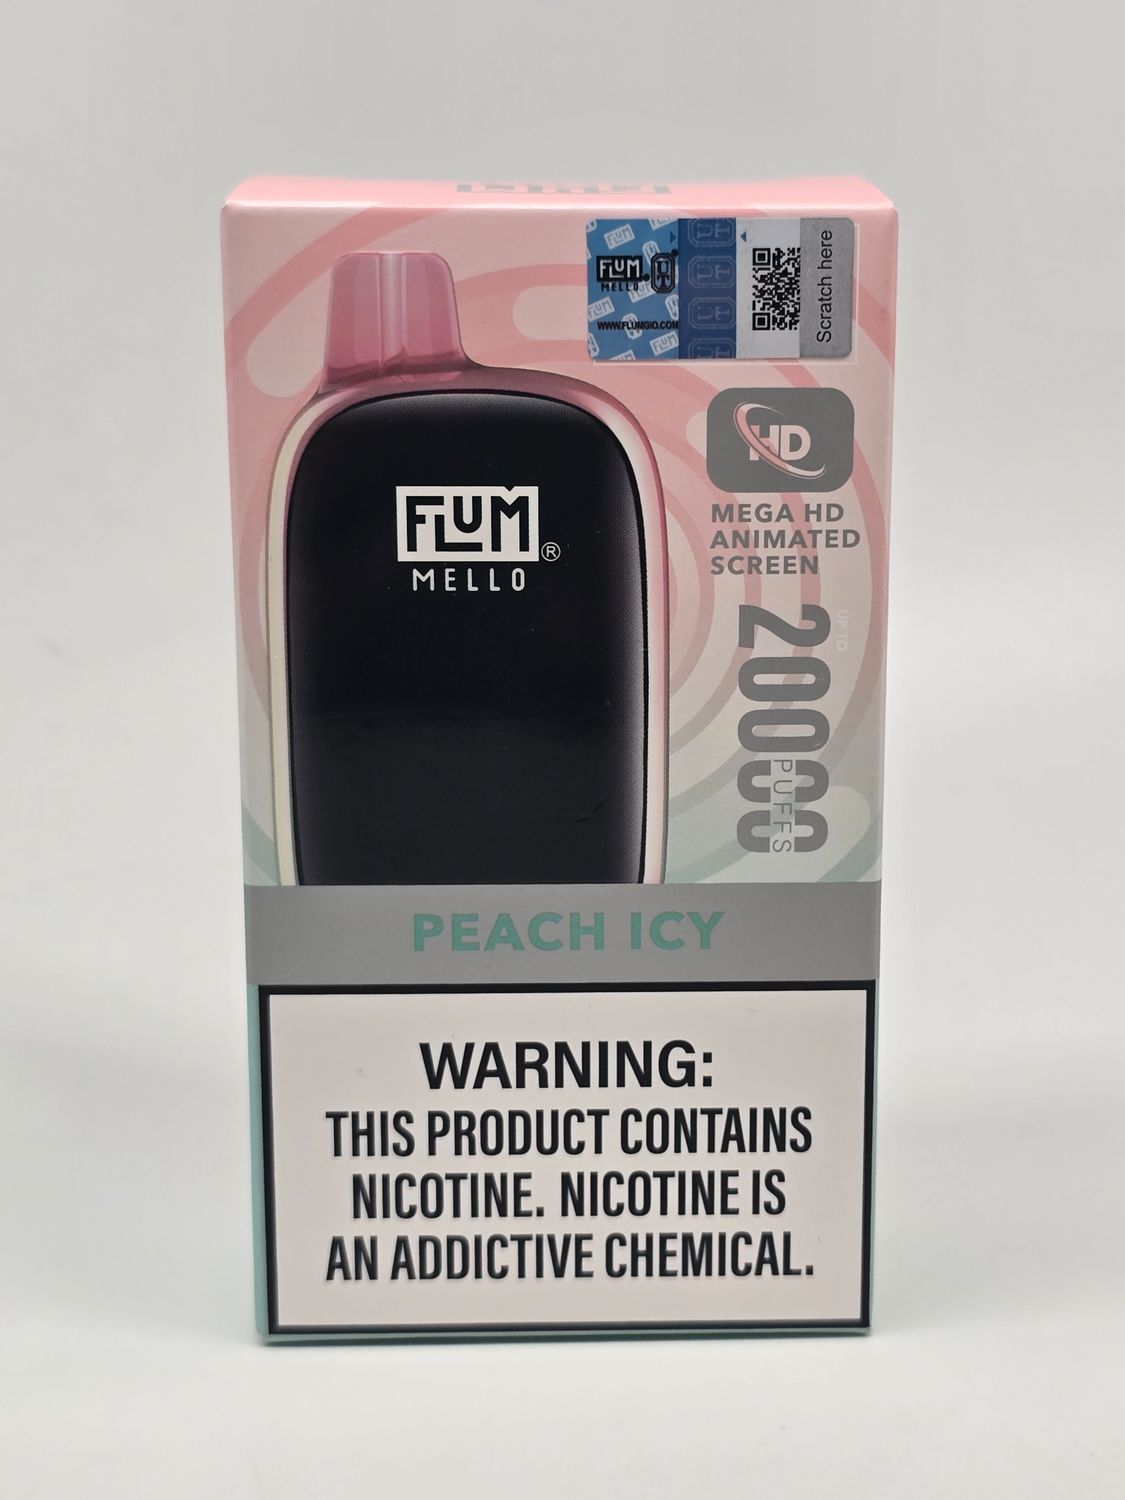 FLUM
MELLO
UT
WWW.FLUMGIO.COM
Scratch here
HD
MEGA HD
ANIMATED
SCREEN
UP TO
20000
PUFFS
FLUM®
MELLO
PEACH ICY
WARNING:
THIS PRODUCT CONTAINS
NICOTINE. NICOTINE IS
AN ADDICTIVE CHEMICAL.